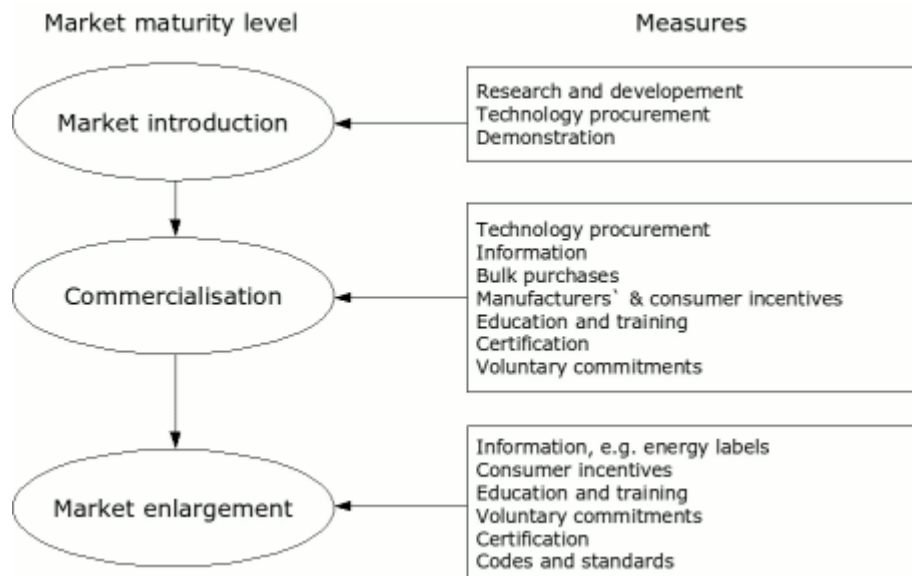 Market maturity level
Measures
Market introduction
Research and developement
Technology procurement
Demonstration
Commercialisation
Technology procurement
Information
Bulk purchases
Manufacturers` & consumer incentives
Education and training
Certification
Voluntary commitments
Market enlargement
Information, e.g. energy labels
Consumer incentives
Education and training
Voluntary commitments
Certification
Codes and standards